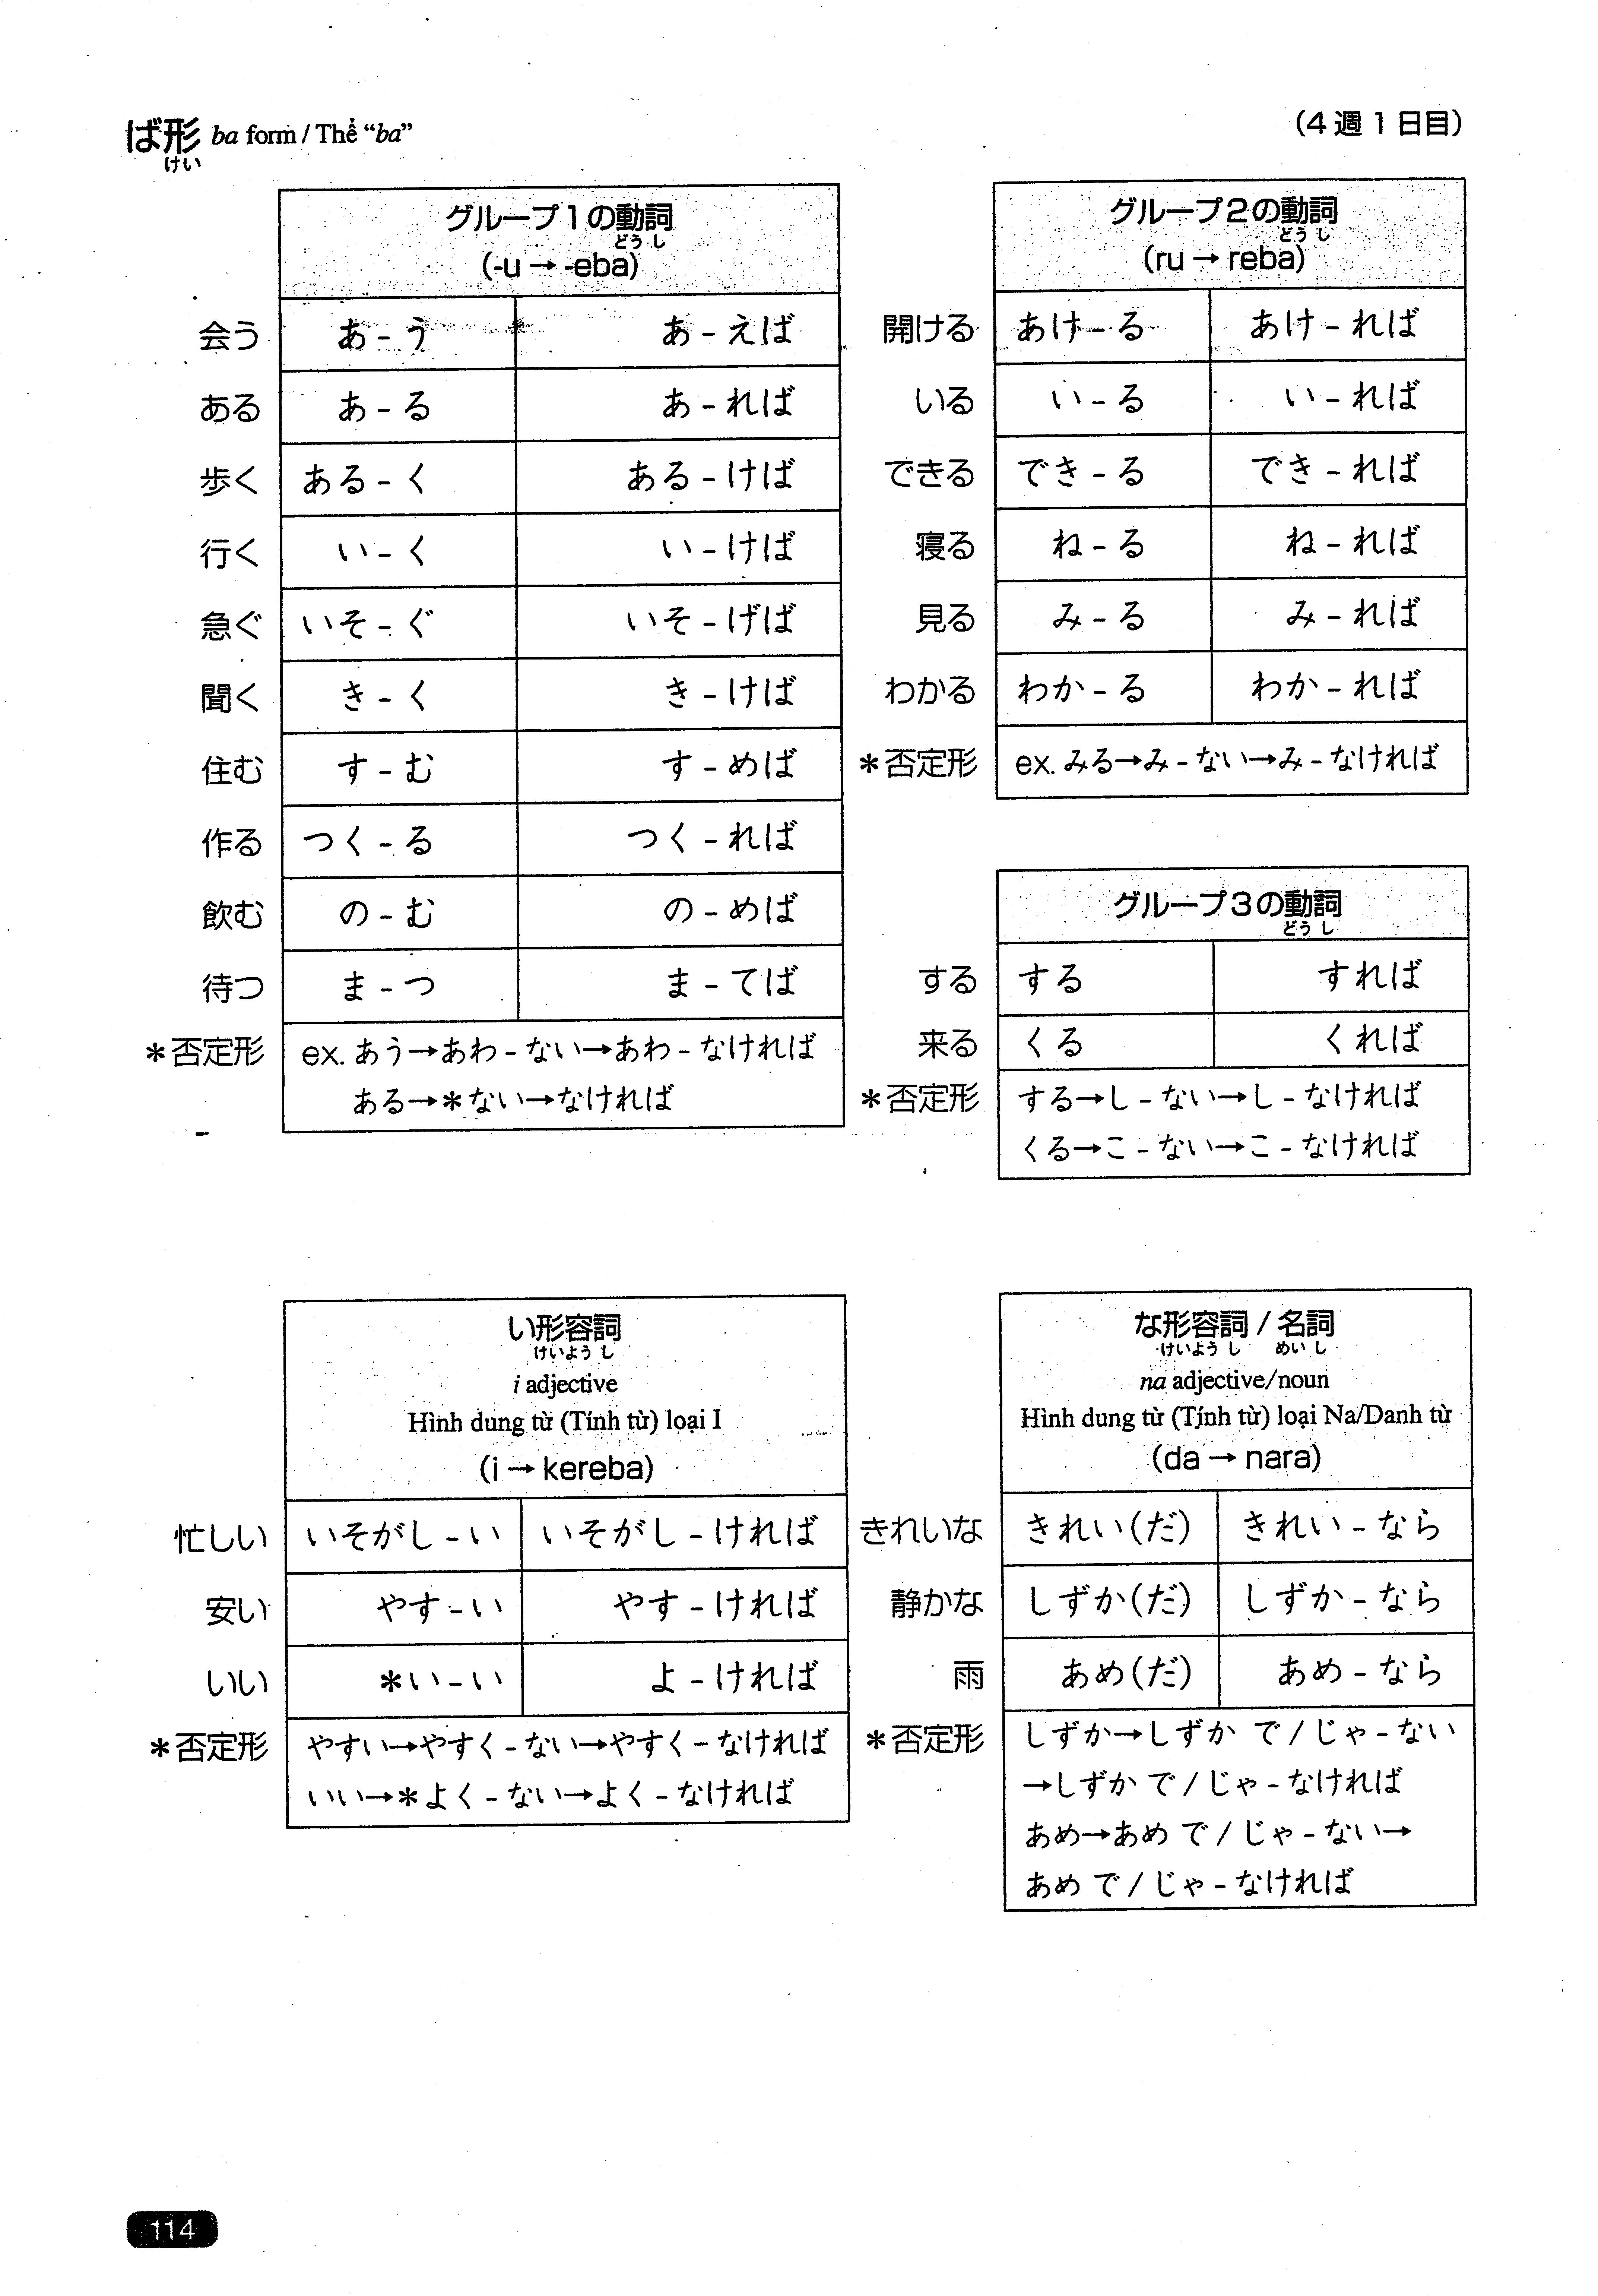 ば形 ba form / Thể “ba”
けい
(4週1日目)
グループ1の動詞
どうし
(-u → -eba)
会う あ - う あ - えば
ある あ - る あ - れば
歩く ある - く ある - けば
行く い - く い - けば
急ぐ いそ - ぐ いそ - げば
聞く き - く き - けば
住む す - む す - めば
作る つく - る つく - れば
飲む の - む の - めば
待つ ま - つ ま - てば
*否定形 ex. あう→あわ - ない→あわ - なければ
ある→*ない→なければ
グループ2の動詞
どうし
(ru → reba)
開ける あけ - る あけ - れば
いる い - る い - れば
できる でき - る でき - れば
寝る ね - る ね - れば
見る み - る み - れば
わかる わか - る わか - れば
*否定形 ex. みる→み - ない→み - なければ
グループ3の動詞
どうし
する する すれば
来る くる くれば
*否定形 する→し - ない→し - なければ
くる→こ - ない→こ - なければ
い形容詞
けいようし
i adjective
Hình dung từ (Tính từ) loại I
(i → kereba)
忙しい いそがし - い いそがし - ければ
安い やす - い やす - ければ
いい *い - い よ - ければ
*否定形 やすい→やすく - ない→やすく - なければ
いい→*よく - ない→よく - なければ
な形容詞 / 名詞
けいようし めいし
na adjective/noun
Hình dung từ (Tính từ) loại Na/Danh từ
(da → nara)
きれいな きれい(だ) きれい - なら
静かな しずか(だ) しずか - なら
雨 あめ(だ) あめ - なら
*否定形 しずか→しずか で / じゃ - ない
→しずか で / じゃ - なければ
あめ→あめ で / じゃ - ない→
あめ で / じゃ - なければ
114